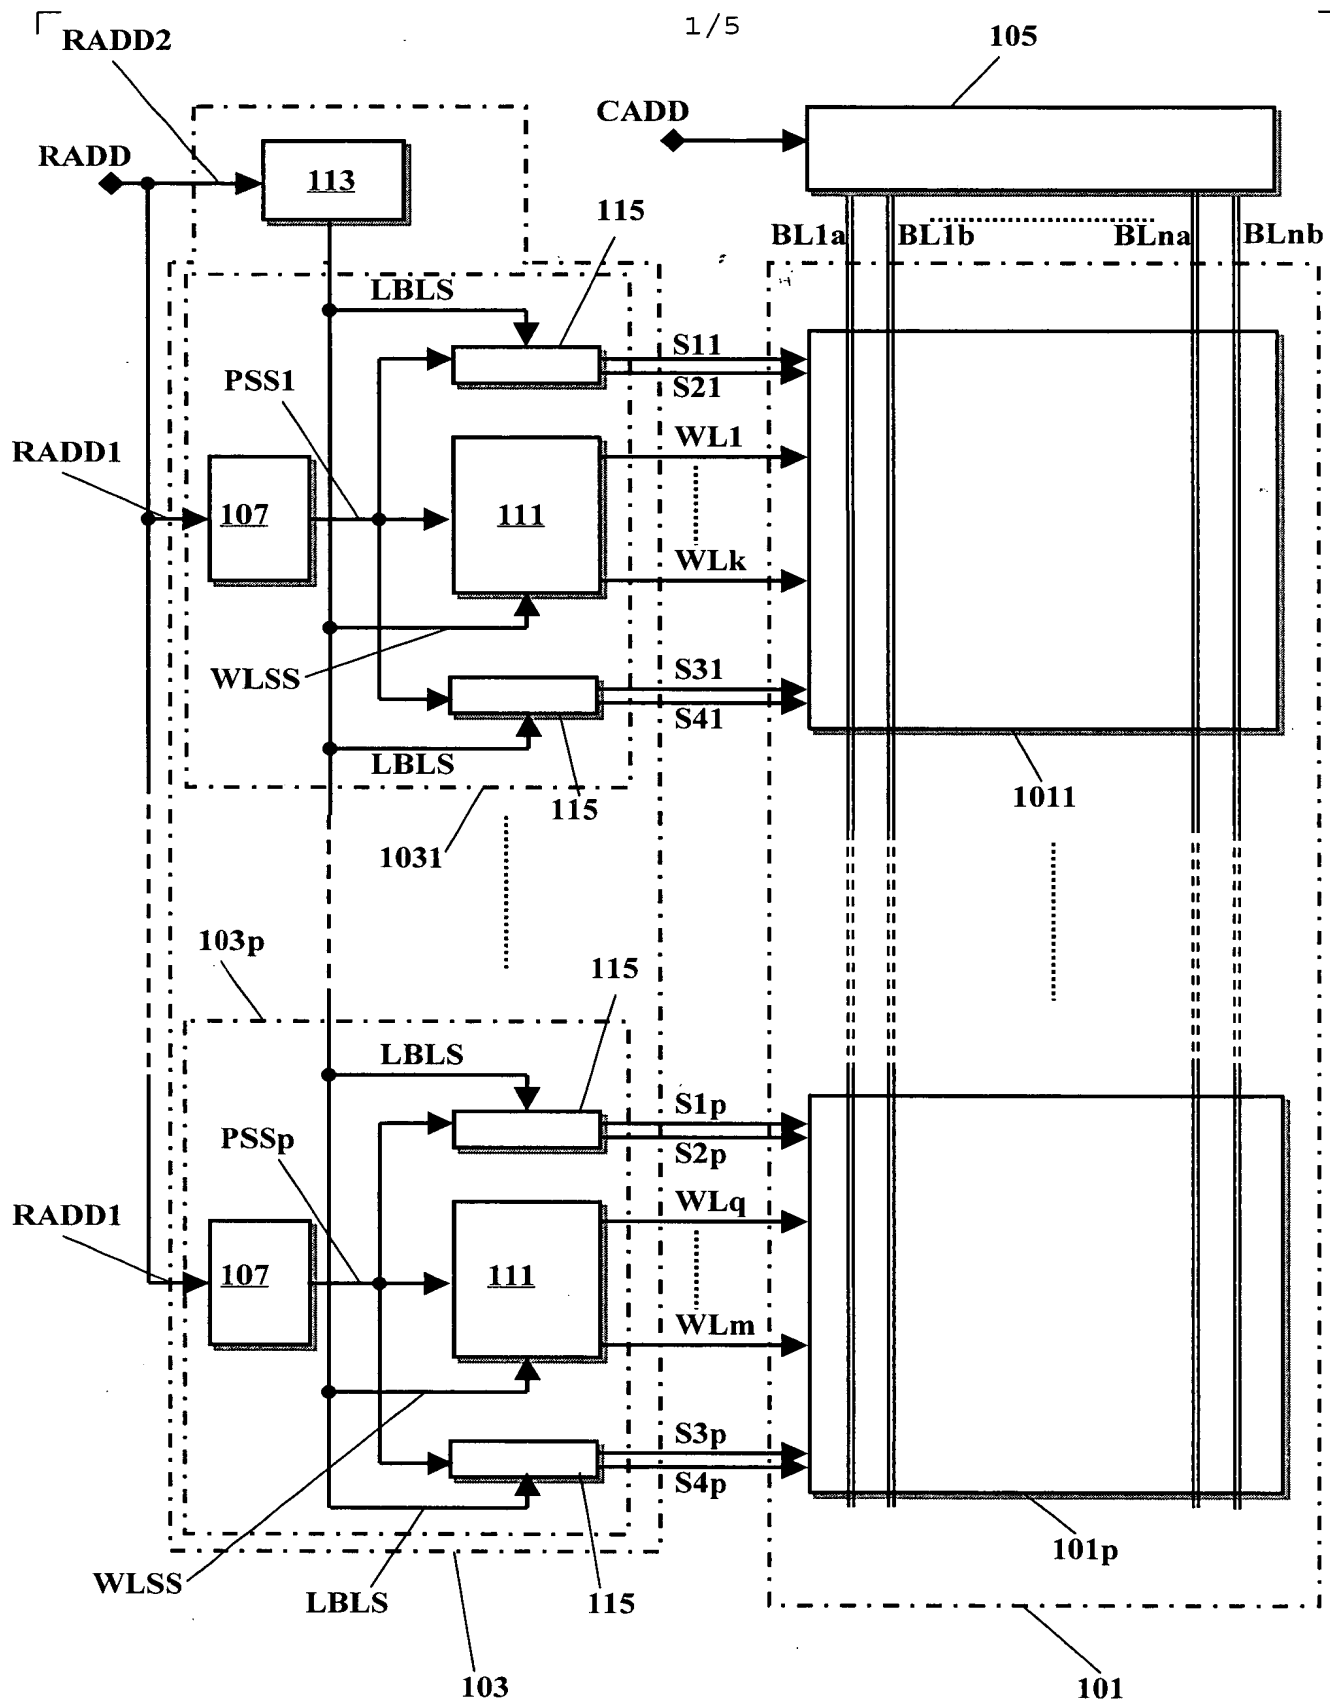 1/5
RADD2
105
CADD
RADD
113
115
BL1a
BL1b
BLna
BLnb
LBLS
S11
S21
PSS1
WL1
RADD1
107
111
WLk
WLSS
S31
S41
LBLS
115
1011
1031
103p
115
LBLS
S1p
S2p
PSSp
WLq
RADD1
107
111
WLm
S3p
S4p
101p
WLSS
LBLS
115
103
101